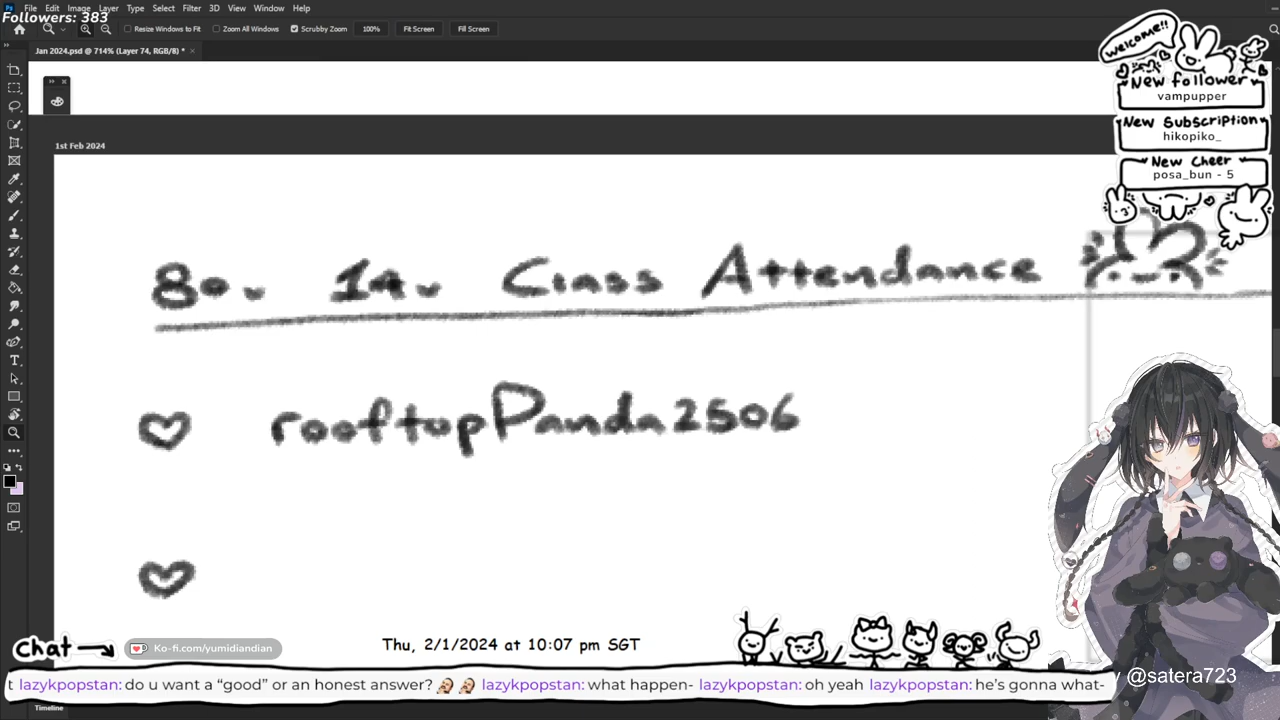 File Edit Image Layer Type Select Filter 3D View Window Help
Followers: 383
Resize Windows to Fit Zoom All Windows Scrubby Zoom 100% Fit Screen Fill Screen
Jan 2024.psd @ 714% (Layer 74, RGB/8) *
welcome!!
New follower
vampupper
New Subscription
hikopiko_
New Cheer
posa_bun - 5
1st Feb 2024
Class Attendance
rooftopPanda2506
Thu, 2/1/2024 at 10:07 pm SGT
Chat
Ko-fi.com/yumidiandian
t lazykpopstan: do u want a “good” or an honest answer? lazykpopstan: what happen- lazykpopstan: oh yeah lazykpopstan: he’s gonna what-
@satera723
Timeline